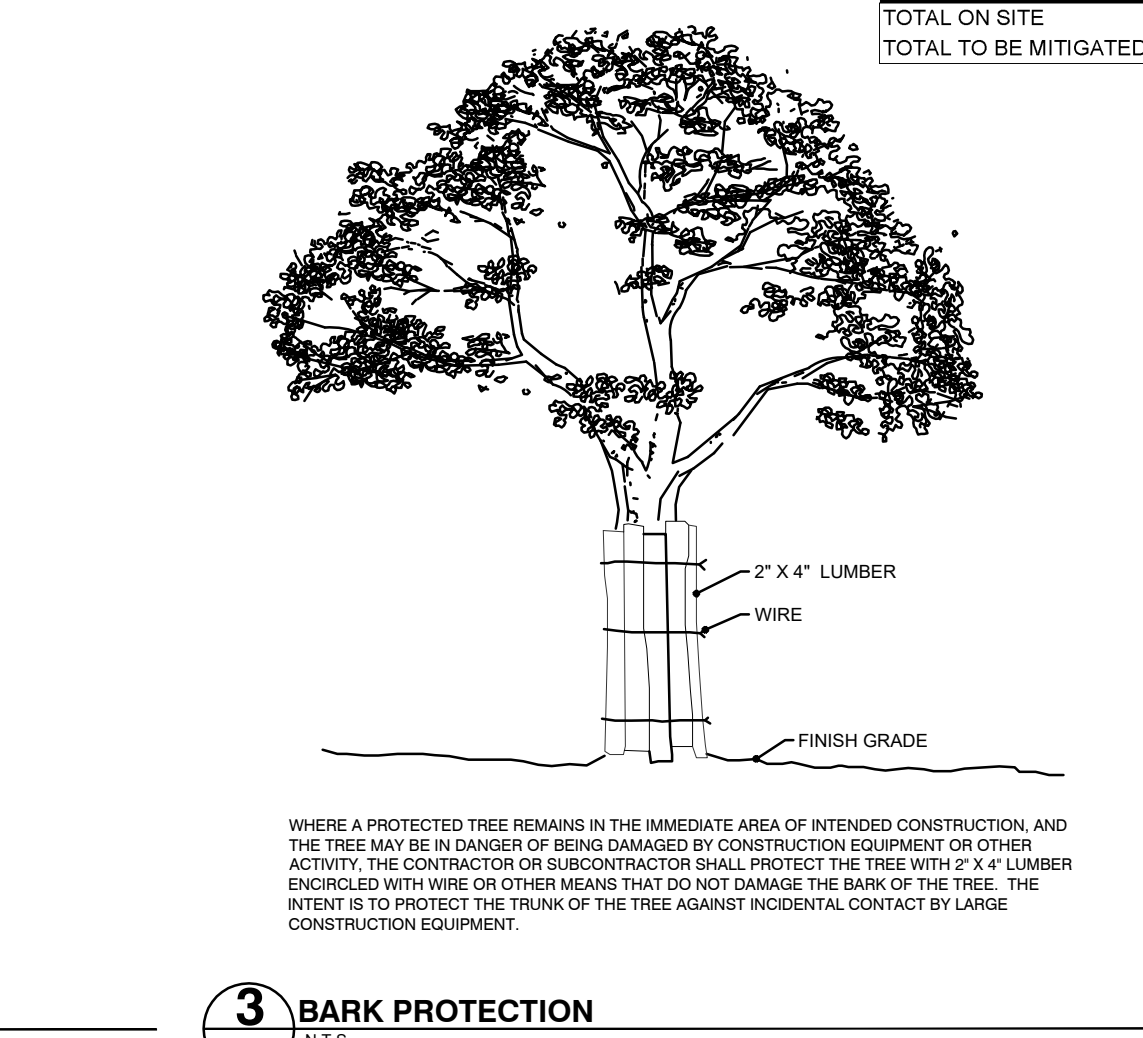 TOTAL ON SITE
TOTAL TO BE MITIGATED
2" X 4" LUMBER
WIRE
FINISH GRADE
WHERE A PROTECTED TREE REMAINS IN THE IMMEDIATE AREA OF INTENDED CONSTRUCTION, AND
THE TREE MAY BE IN DANGER OF BEING DAMAGED BY CONSTRUCTION EQUIPMENT OR OTHER
ACTIVITY, THE CONTRACTOR OR SUBCONTRACTOR SHALL PROTECT THE TREE WITH 2" X 4" LUMBER
ENCIRCLED WITH WIRE OR OTHER MEANS THAT DO NOT DAMAGE THE BARK OF THE TREE. THE
INTENT IS TO PROTECT THE TRUNK OF THE TREE AGAINST INCIDENTAL CONTACT BY LARGE
CONSTRUCTION EQUIPMENT.
3 BARK PROTECTION
N.T.S.